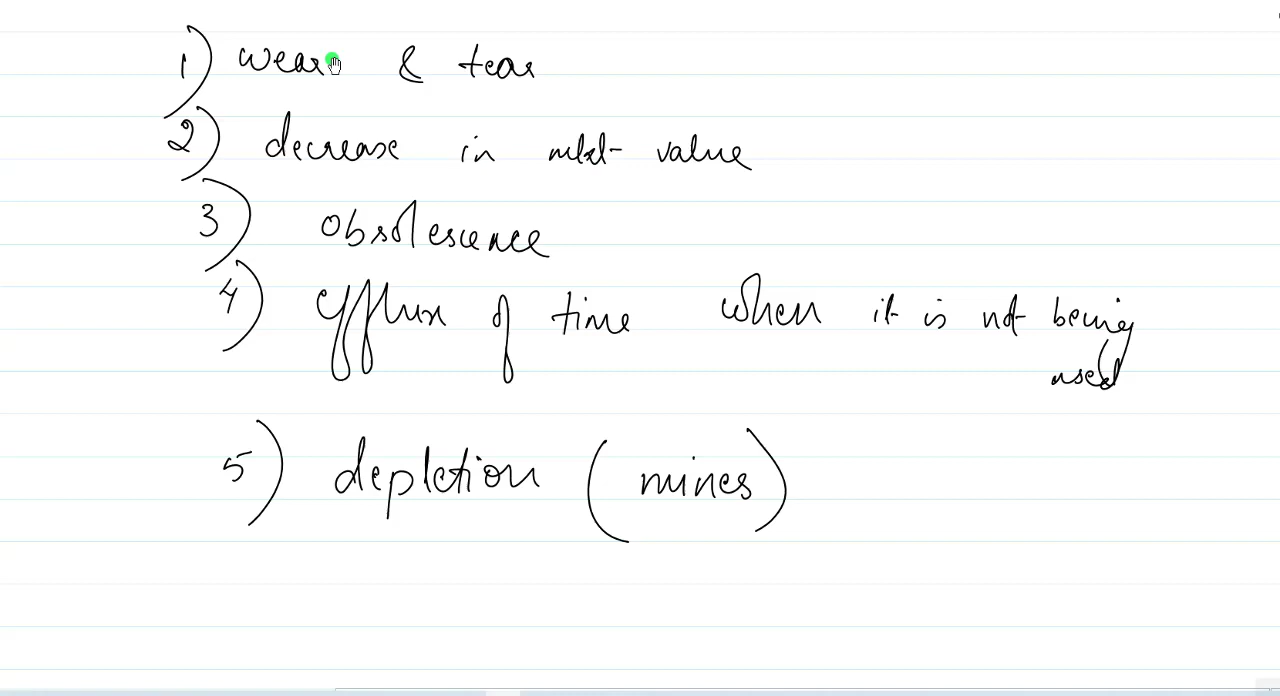 1) wear & tear
2) decrease in mkt value
3) obsolescence
4) efflux of time when it is not being
used
5) depletion (mines)